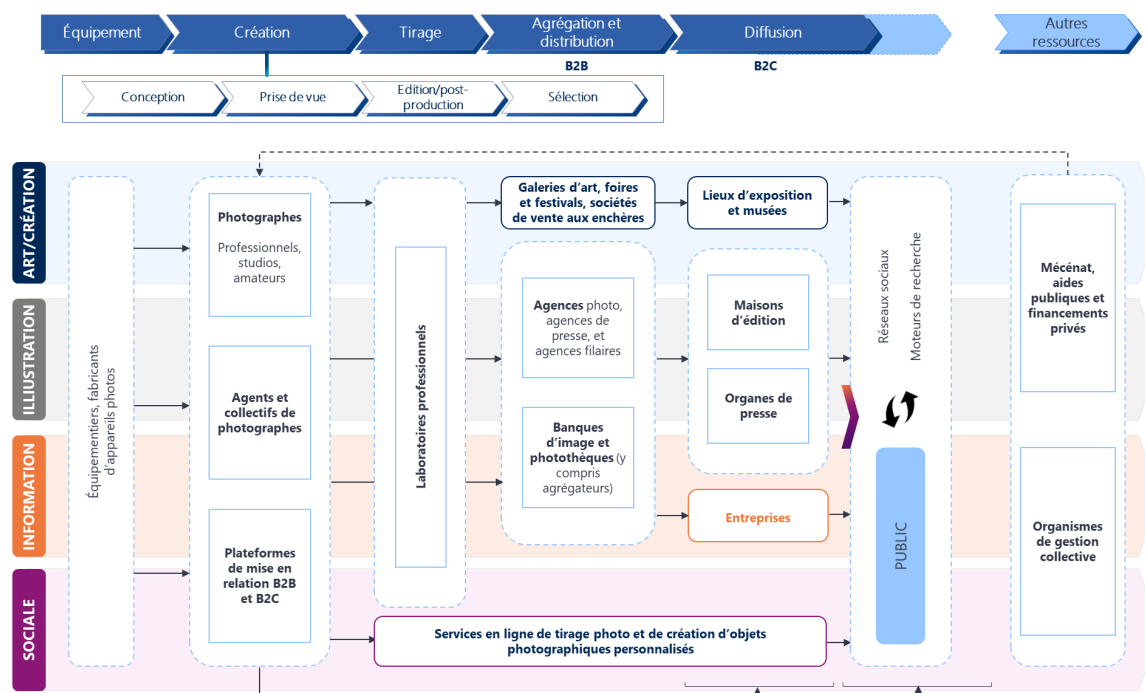 Équipement
Création
Tirage
Agrégation et
distribution
Diffusion
Autres
ressources
B2B
B2C
Conception
Prise de vue
Edition/post-
production
Sélection
ART/CRÉATION
ILLIUSTRATION
INFORMATION
SOCIALE
Équipementiers, fabricants
d'appareils photos
Photographes
Professionnels,
studios,
amateurs
Agents et
collectifs de
photographes
Plateformes
de mise en
relation B2B
et B2C
Laboratoires professionnels
Galeries d'art, foires
et festivals, sociétés
de vente aux enchères
Agences photo,
agences de
presse, et
agences filaires
Banques
d'image et
photothèques (y
compris
agrégateurs)
Lieux d'exposition
et musées
Maisons
d'édition
Organes de
presse
Entreprises
Services en ligne de tirage photo et de création d'objets
photographiques personnalisés
Réseaux sociaux
Moteurs de recherche
PUBLIC
Mécénat,
aides
publiques et
financements
privés
Organismes
de gestion
collective